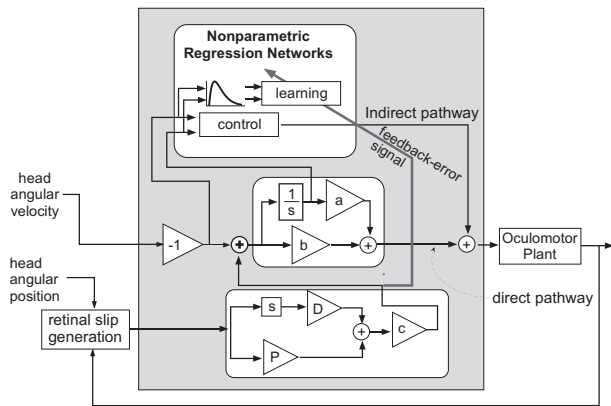 Nonparametric
Regression Networks
learning
control
Indirect pathway
feedback-error
signal
head
angular
velocity
-1
+
1
s
a
b
+
+
Oculomotor
Plant
direct pathway
head
angular
position
retinal slip
generation
s
D
P
+
c